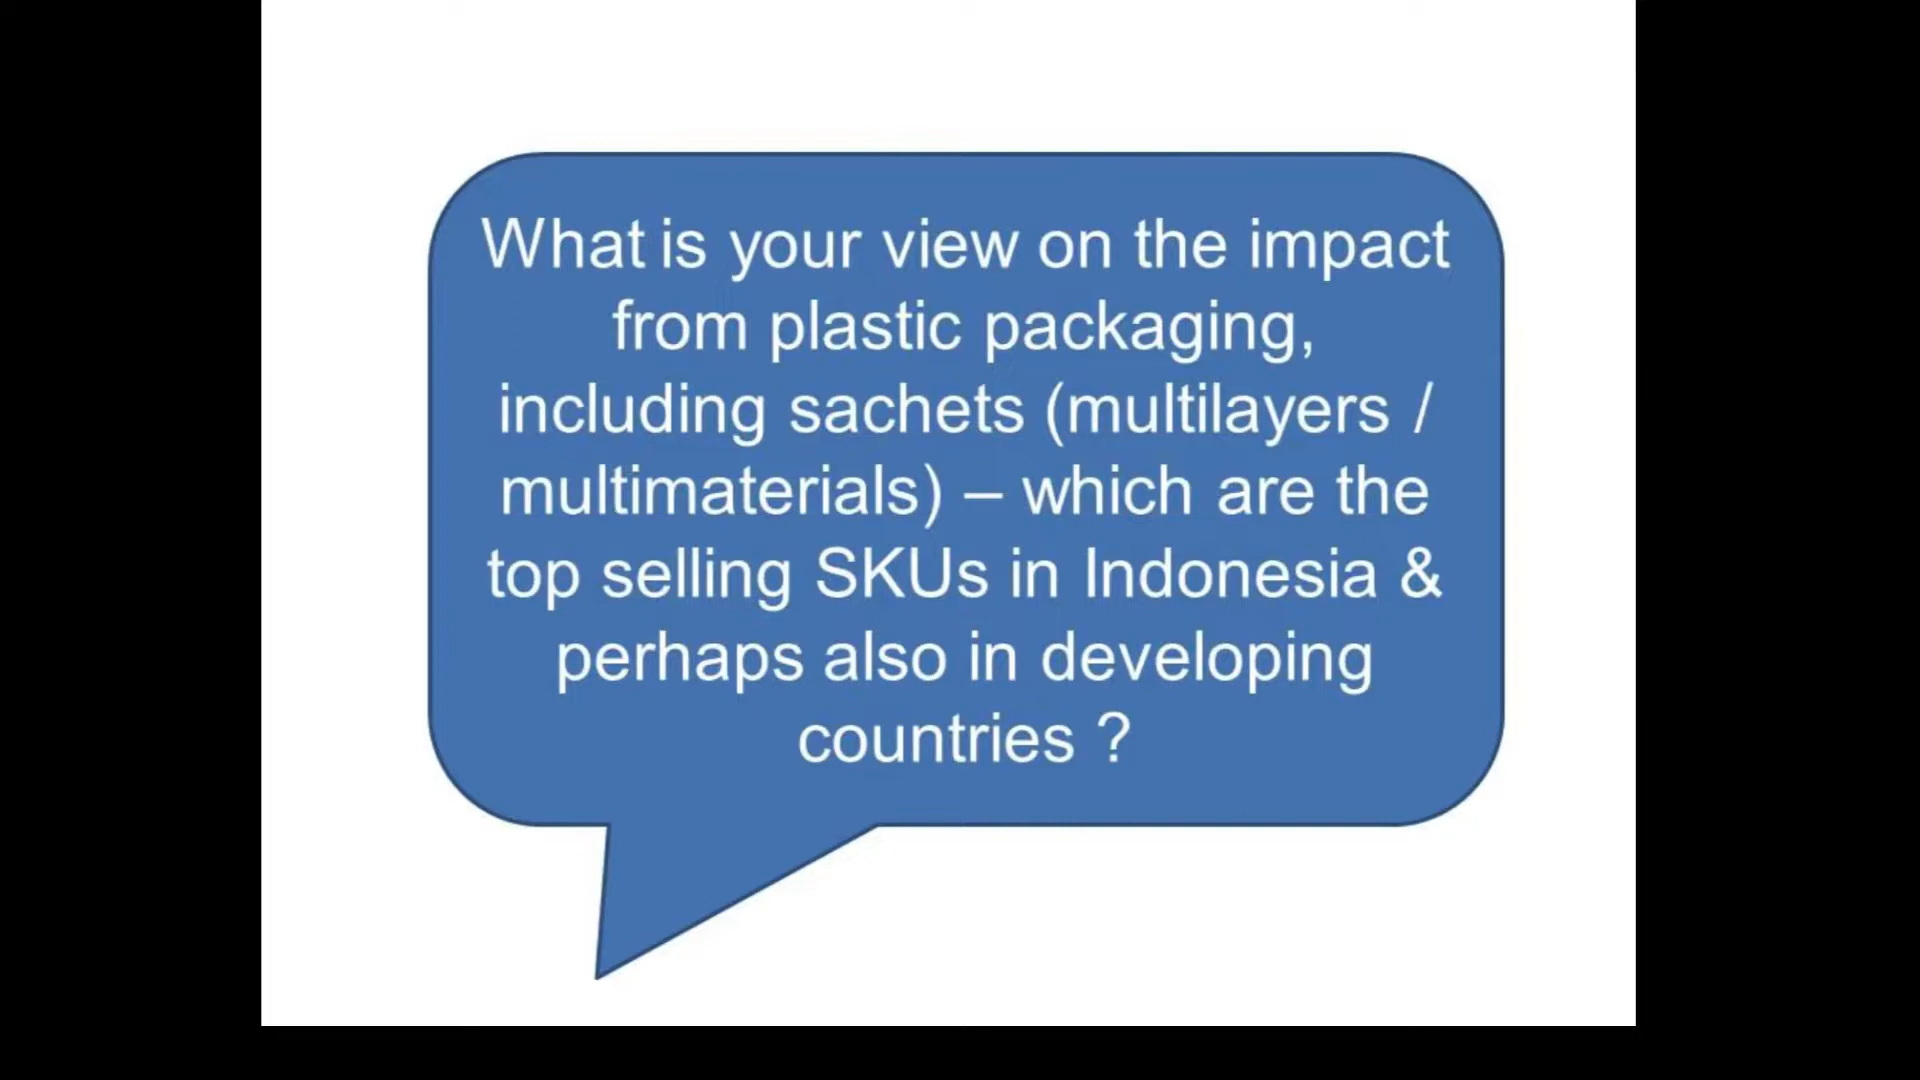 What is your view on the impact
from plastic packaging,
including sachets (multilayers /
multimaterials) – which are the
top selling SKUs in Indonesia &
perhaps also in developing
countries ?